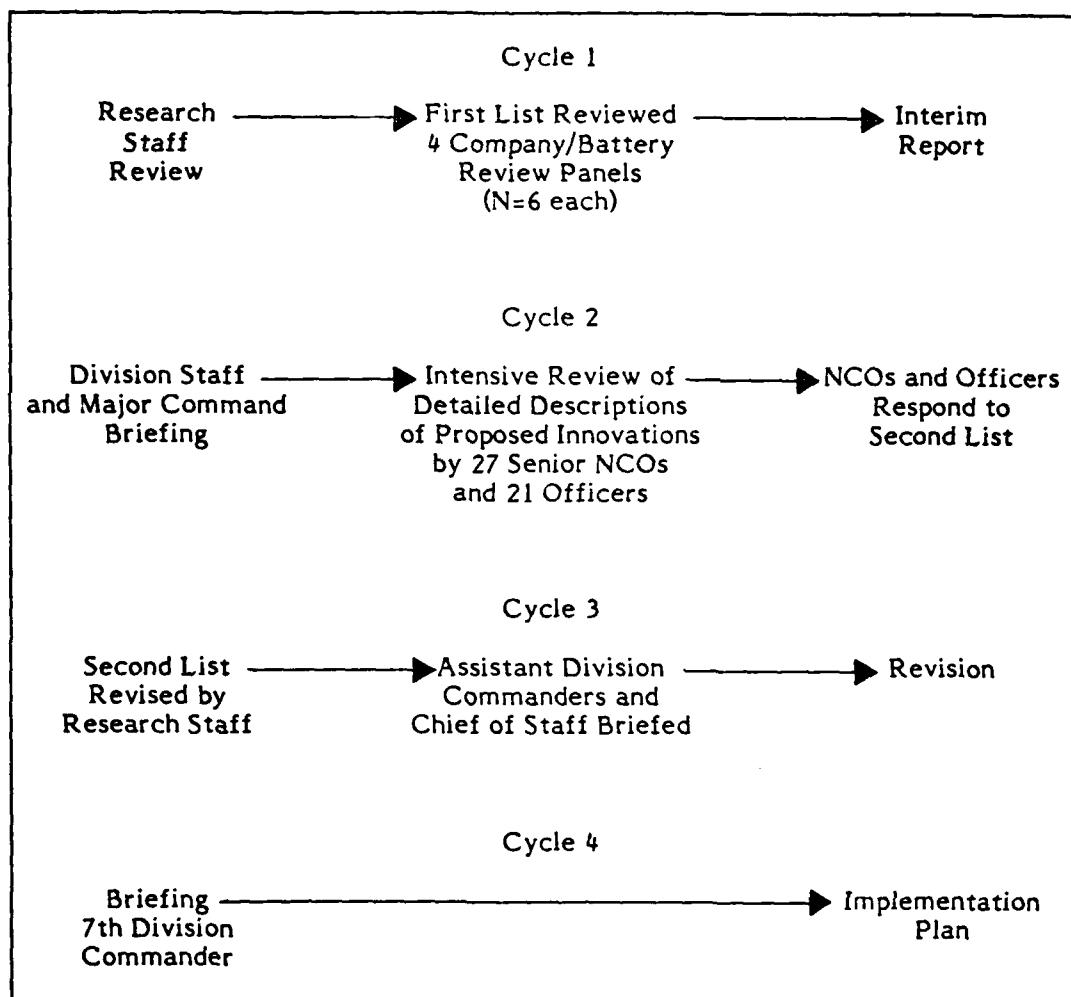 Cycle 1
Research
Staff
Review
First List Reviewed
4 Company/Battery
Review Panels
(N=6 each)
Interim
Report
Cycle 2
Division Staff
and Major Command
Briefing
Intensive Review of
Detailed Descriptions
of Proposed Innovations
by 27 Senior NCOs
and 21 Officers
NCOs and Officers
Respond to
Second List
Cycle 3
Second List
Revised by
Research Staff
Assistant Division
Commanders and
Chief of Staff Briefed
Revision
Cycle 4
Briefing
7th Division
Commander
Implementation
Plan